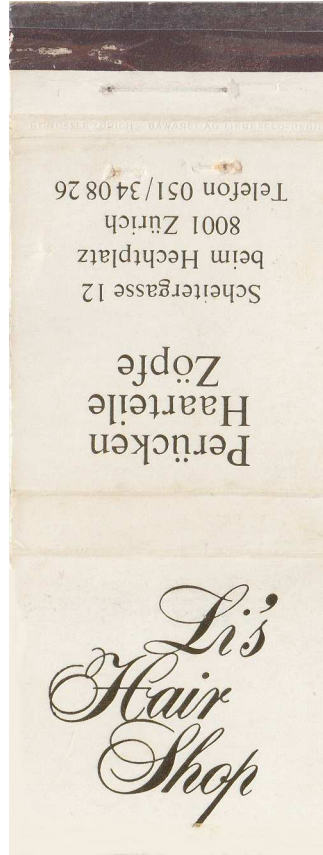 Perücken
Haarteile
Zöpfe
Scheitergasse 12
beim Hechtplatz
8001 Zürich
Telefon 051/34 08 26
Li's
Hair
Shop